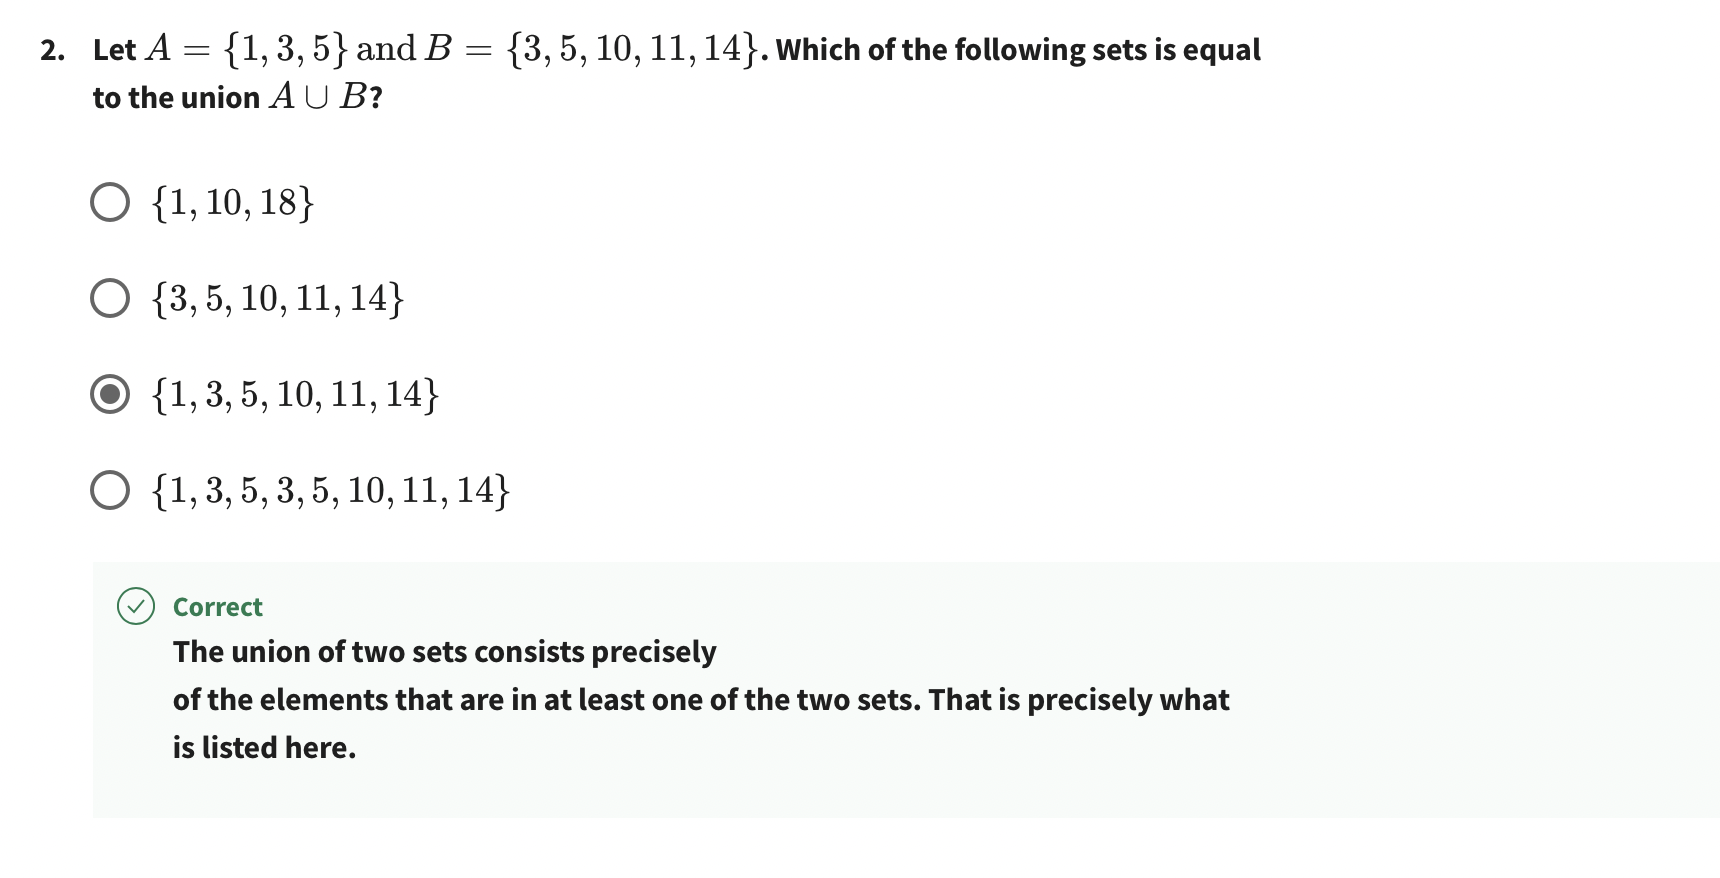 2. Let A = {1, 3, 5} and B = {3, 5, 10, 11, 14}. Which of the following sets is equal
to the union A ∪ B?
{1, 10, 18}
{3, 5, 10, 11, 14}
{1, 3, 5, 10, 11, 14}
{1, 3, 5, 3, 5, 10, 11, 14}
Correct
The union of two sets consists precisely
of the elements that are in at least one of the two sets. That is precisely what
is listed here.